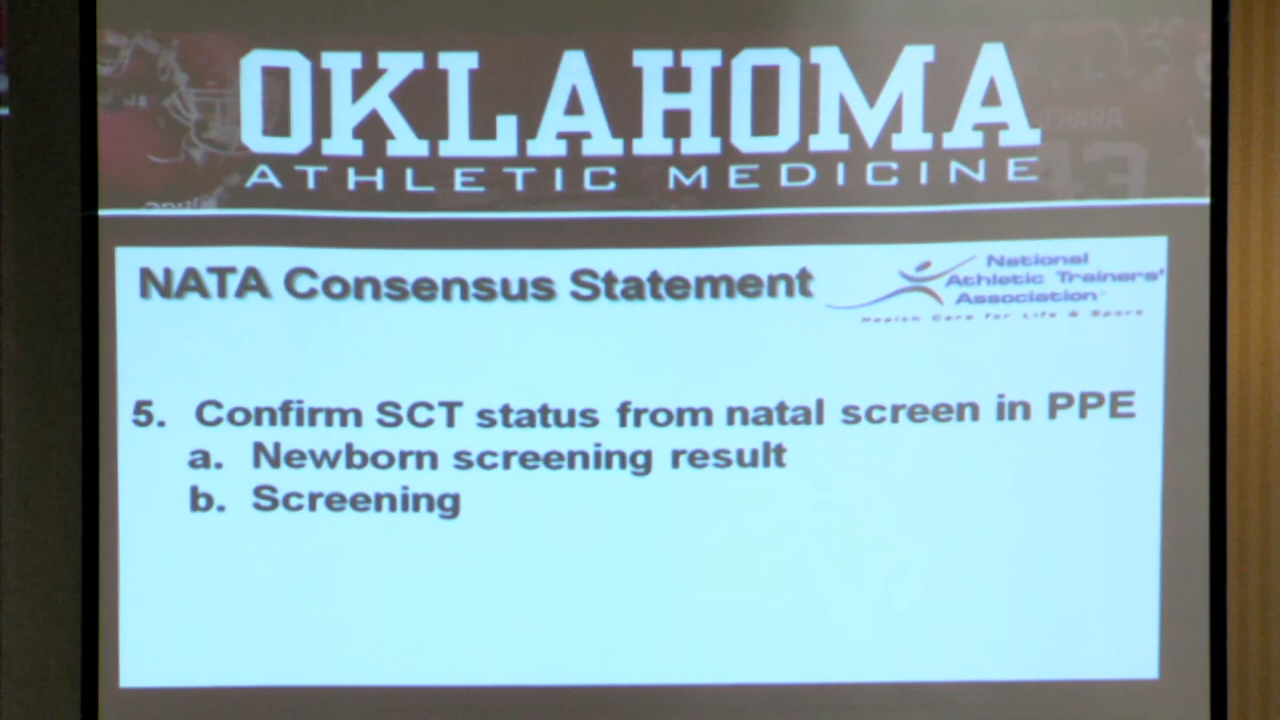 OKLAHOMA
ATHLETIC MEDICINE
NATA Consensus Statement
National
Athletic Trainers'
Association
Health Care for Life & Sport
5. Confirm SCT status from natal screen in PPE
a. Newborn screening result
b. Screening